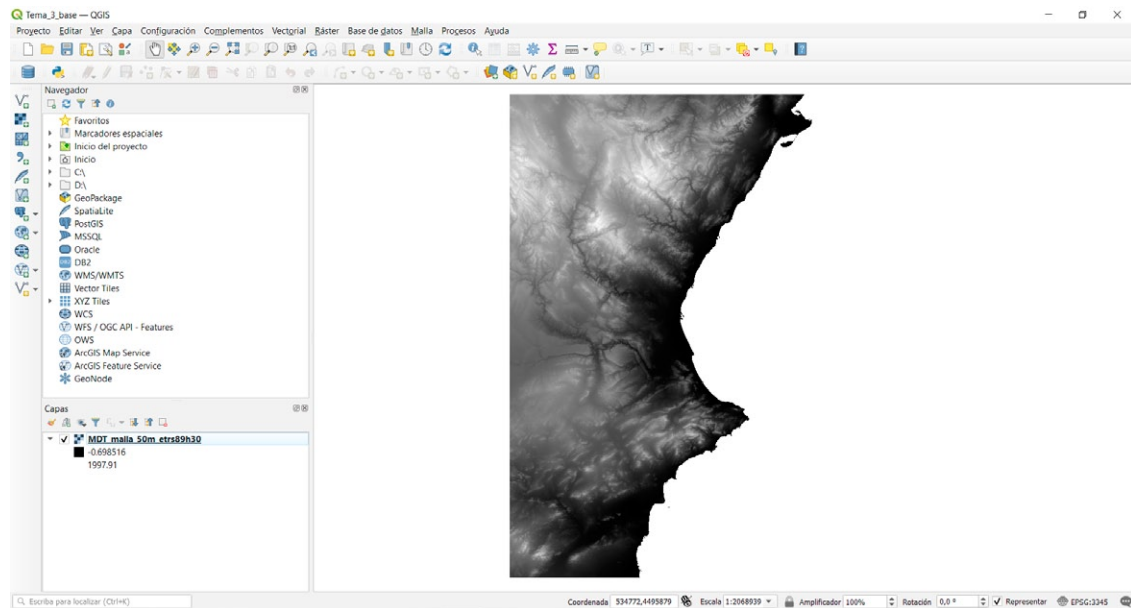 Tema_3_base — QGIS
Proyecto Editar Ver Capa Configuración Complementos Vectorial Ráster Base de datos Malla Procesos Ayuda
Navegador
Favoritos
Marcadores espaciales
Inicio del proyecto
Inicio
C:\
D:\
GeoPackage
SpatiaLite
PostGIS
MSSQL
Oracle
DB2
WMS/WMTS
Vector Tiles
XYZ Tiles
WCS
WFS / OGC API - Features
OWS
ArcGIS Map Service
ArcGIS Feature Service
GeoNode
Capas
MDT_malla_50m_etrs89h30
-0.698516
1997.91
Escriba para localizar (Ctrl+K)
Coordenada 534772,4495879 Escala 1:2068939 Amplificador 100% Rotación 0,0 ° Representar EPSG:3345